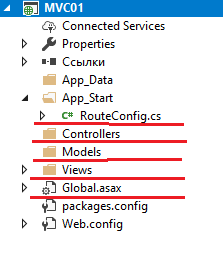 MVC01
Connected Services
Properties
Ссылки
App_Data
App_Start
C# RouteConfig.cs
Controllers
Models
Views
Global.asax
packages.config
Web.config